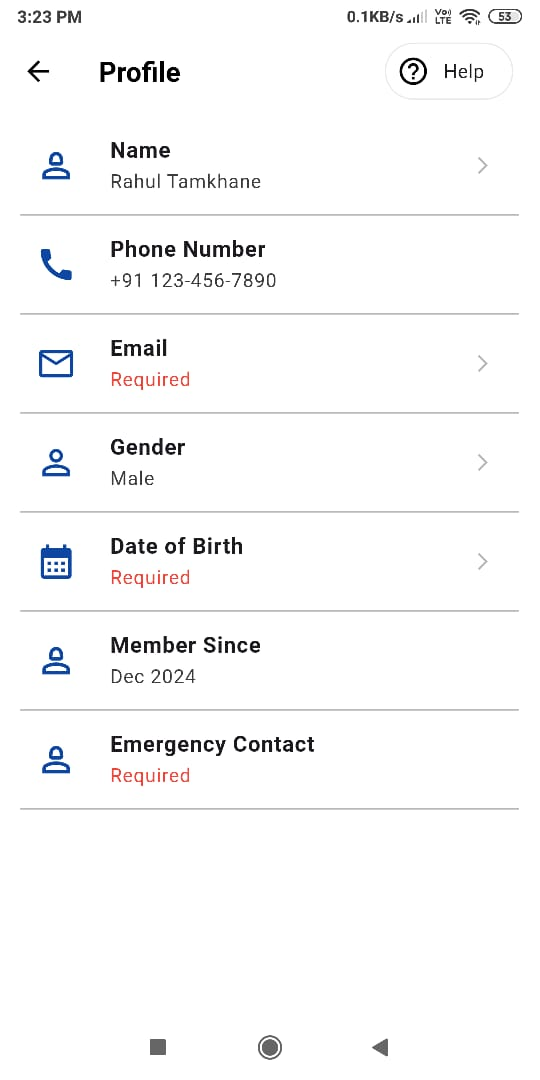 3:23 PM
0.1KB/s
Vo))
LTE
53
Profile
Help
Name
Rahul Tamkhane
Phone Number
+91 123-456-7890
Email
Required
Gender
Male
Date of Birth
Required
Member Since
Dec 2024
Emergency Contact
Required